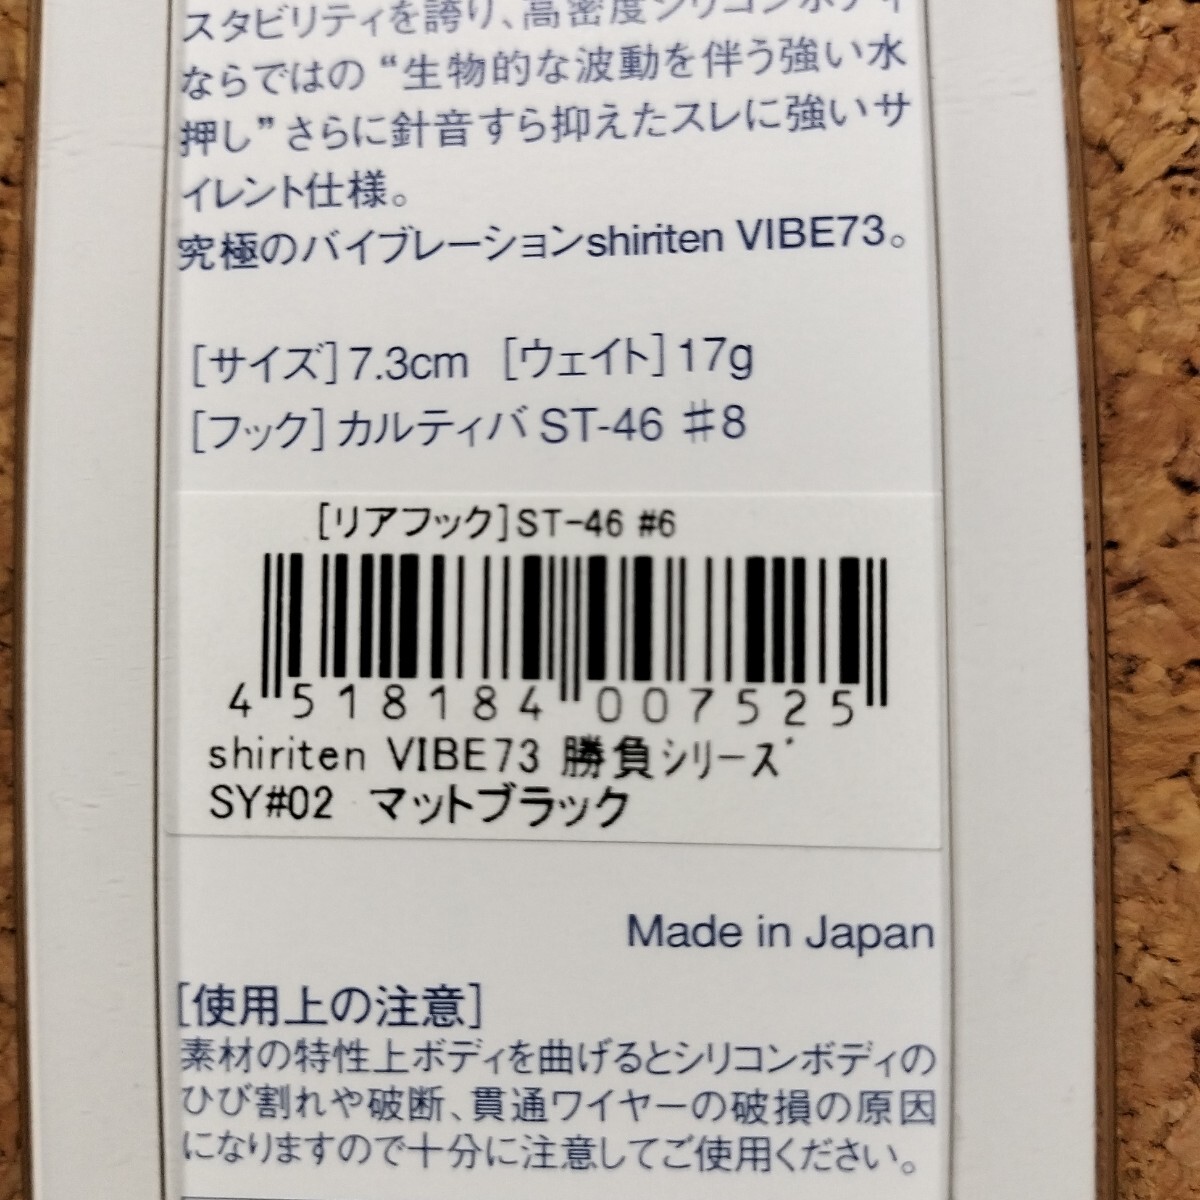 スタビリティを誇り、高密度シリコンボディ
ならではの“生物的な波動を伴う強い水
押し”さらに針音すら抑えたスレに強いサ
イレント仕様。
究極のバイブレーションshiriten VIBE73。
[サイズ]7.3cm [ウェイト]17g
[フック]カルティバ ST-46 ♯8
[リアフック]ST-46 #6
4 518184 007525
shiriten VIBE73 勝負シリーズ
SY#02 マットブラック
Made in Japan
[使用上の注意]
素材の特性上ボディを曲げるとシリコンボディの
ひび割れや破断、貫通ワイヤーの破損の原因
になりますので十分に注意してご使用ください。